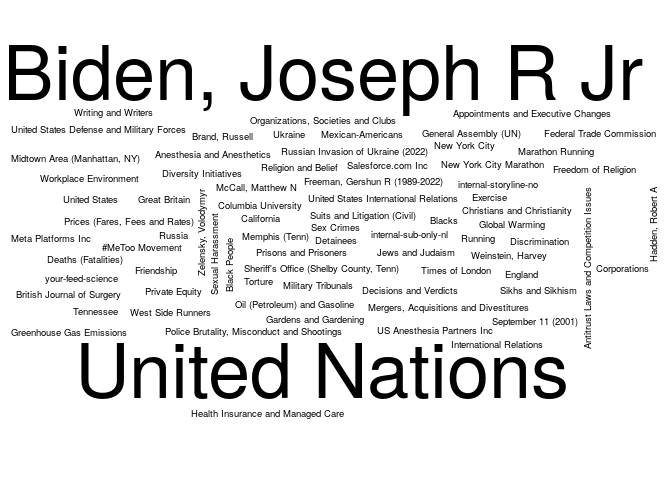 Biden, Joseph R Jr
Writing and Writers
Appointments and Executive Changes
Organizations, Societies and Clubs
United States Defense and Military Forces
Brand, Russell
Ukraine
Mexican-Americans
General Assembly (UN)
Federal Trade Commission
New York City
Midtown Area (Manhattan, NY)
Anesthesia and Anesthetics
Russian Invasion of Ukraine (2022)
Marathon Running
Religion and Belief
Salesforce.com Inc
New York City Marathon
Freedom of Religion
Workplace Environment
Diversity Initiatives
McCall, Matthew N
Freeman, Gershun R (1989-2022)
internal-storyline-no
United States
Great Britain
Zelensky, Volodymyr
Columbia University
United States International Relations
Exercise
Antitrust Laws and Competition Issues
Hadden, Robert A
Prices (Fares, Fees and Rates)
Sexual Harassment
California
Suits and Litigation (Civil)
Blacks
Christians and Christianity
Global Warming
Sex Crimes
Meta Platforms Inc
Russia
Black People
Memphis (Tenn)
Detainees
internal-sub-only-nl
Running
Discrimination
#MeToo Movement
Prisons and Prisoners
Jews and Judaism
Weinstein, Harvey
Deaths (Fatalities)
Friendship
Sheriff's Office (Shelby County, Tenn)
Times of London
England
Corporations
your-feed-science
Torture
Military Tribunals
Decisions and Verdicts
Sikhs and Sikhism
British Journal of Surgery
Private Equity
Oil (Petroleum) and Gasoline
Mergers, Acquisitions and Divestitures
Tennessee
West Side Runners
Gardens and Gardening
September 11 (2001)
Greenhouse Gas Emissions
Police Brutality, Misconduct and Shootings
US Anesthesia Partners Inc
International Relations
United Nations
Health Insurance and Managed Care